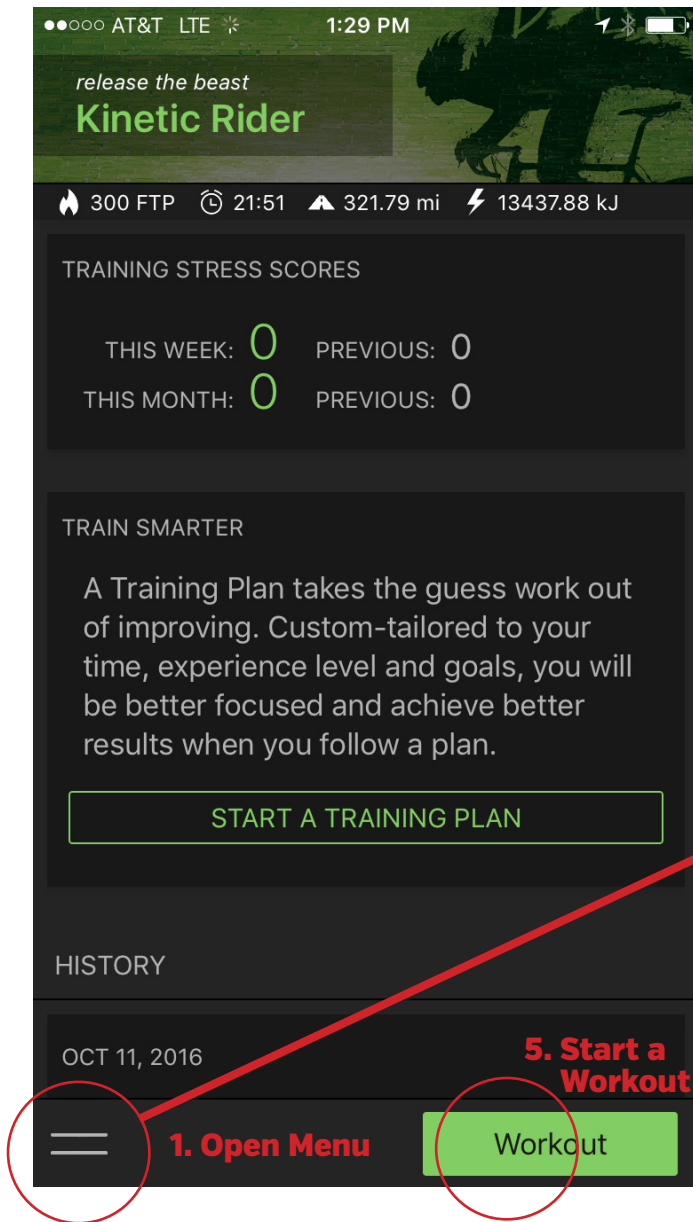 AT&T LTE 1:29 PM
release the beast
Kinetic Rider
300 FTP 21:51 321.79 mi 13437.88 kJ
TRAINING STRESS SCORES
THIS WEEK: 0 PREVIOUS: 0
THIS MONTH: 0 PREVIOUS: 0
TRAIN SMARTER
A Training Plan takes the guess work out
of improving. Custom-tailored to your
time, experience level and goals, you will
be better focused and achieve better
results when you follow a plan.
START A TRAINING PLAN
HISTORY
OCT 11, 2016
5. Start a
Workout
1. Open Menu
Workout